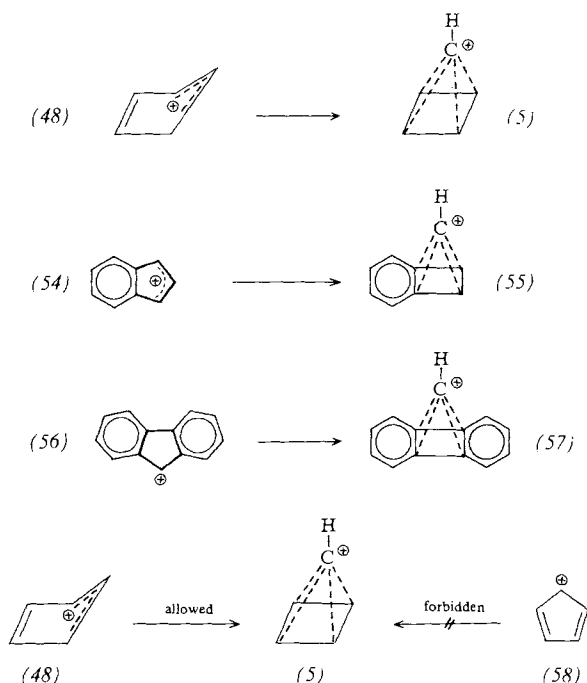 H
C ⊕
(48) ⊕ (5)
H
C ⊕
(54) ⊕ (55)
H
C ⊕
(56) (57)
⊕
H
C ⊕
⊕ allowed forbidden ⊕
(48) (5) (58)